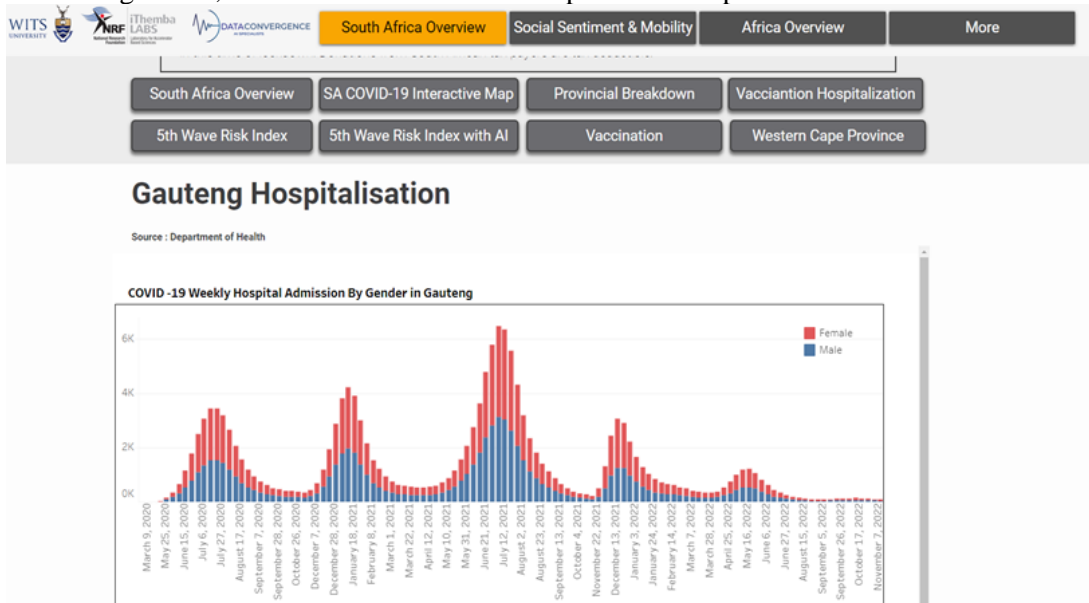 WITS
UNIVERSITY
NRF
National Research
Foundation
iThemba
LABS
Laboratory for Accelerator
Based Sciences
DATACONVERGENCE
South Africa Overview
Social Sentiment & Mobility
Africa Overview
More
South Africa Overview
SA COVID-19 Interactive Map
Provincial Breakdown
Vacciantion Hospitalization
5th Wave Risk Index
5th Wave Risk Index with AI
Vaccination
Western Cape Province
Gauteng Hospitalisation
Source : Department of Health
COVID -19 Weekly Hospital Admission By Gender in Gauteng
Female
Male
6K
4K
2K
0K
March 9, 2020
May 25, 2020
June 15, 2020
July 6, 2020
July 27, 2020
August 17, 2020
September 7, 2020
September 28, 2020
October 26, 2020
December 7, 2020
December 28, 2020
January 18, 2021
February 8, 2021
March 1, 2021
March 22, 2021
April 12, 2021
May 10, 2021
May 31, 2021
June 21, 2021
July 12, 2021
August 2, 2021
August 23, 2021
September 13, 2021
October 4, 2021
November 22, 2021
December 13, 2021
January 3, 2022
January 24, 2022
February 14, 2022
March 7, 2022
March 28, 2022
April 25, 2022
May 16, 2022
June 6, 2022
June 27, 2022
August 15, 2022
September 5, 2022
September 26, 2022
October 17, 2022
November 7, 2022